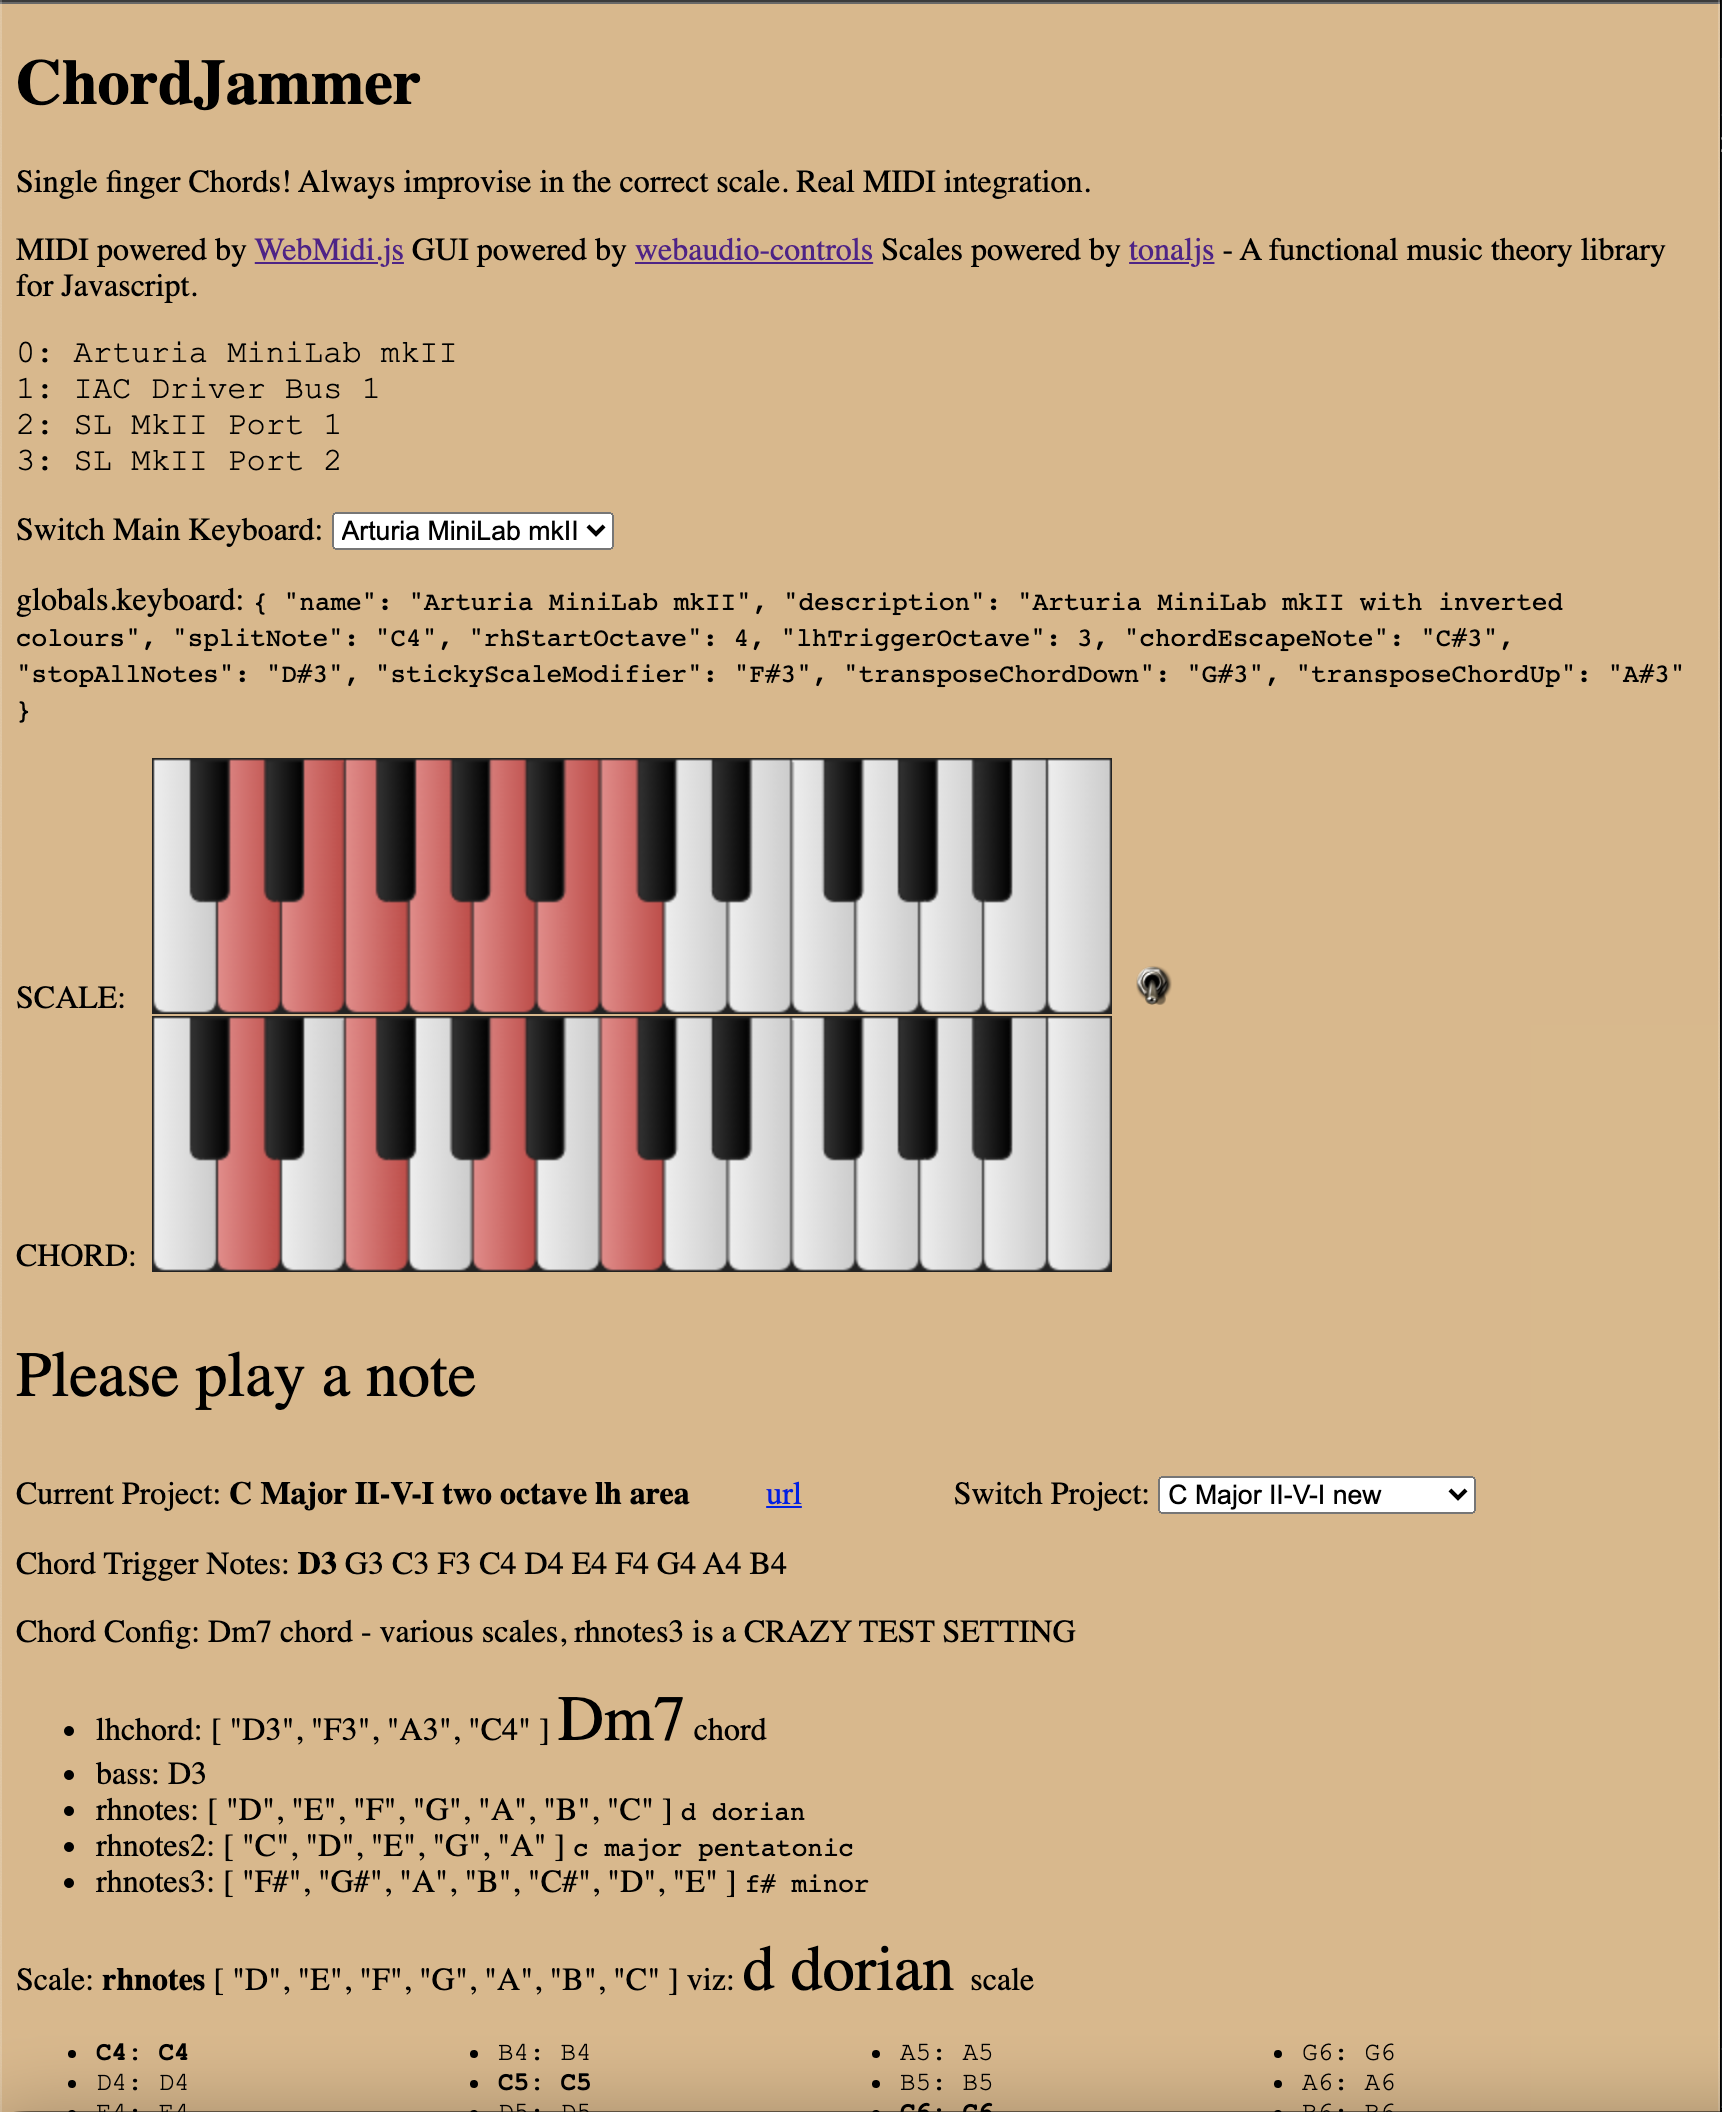 ChordJammer
Single finger Chords! Always improvise in the correct scale. Real MIDI integration.
MIDI powered by WebMidi.js GUI powered by webaudio-controls Scales powered by tonaljs - A functional music theory library
for Javascript.
0: Arturia MiniLab mkII
1: IAC Driver Bus 1
2: SL MkII Port 1
3: SL MkII Port 2
Switch Main Keyboard: Arturia MiniLab mkII
globals.keyboard: { "name": "Arturia MiniLab mkII", "description": "Arturia MiniLab mkII with inverted
colours", "splitNote": "C4", "rhStartOctave": 4, "lhTriggerOctave": 3, "chordEscapeNote": "C#3",
"stopAllNotes": "D#3", "stickyScaleModifier": "F#3", "transposeChordDown": "G#3", "transposeChordUp": "A#3"
}
SCALE:
CHORD:
Please play a note
Current Project: C Major II-V-I two octave lh area url Switch Project: C Major II-V-I new
Chord Trigger Notes: D3 G3 C3 F3 C4 D4 E4 F4 G4 A4 B4
Chord Config: Dm7 chord - various scales, rhnotes3 is a CRAZY TEST SETTING
• lhchord: [ "D3", "F3", "A3", "C4" ] Dm7 chord
• bass: D3
• rhnotes: [ "D", "E", "F", "G", "A", "B", "C" ] d dorian
• rhnotes2: [ "C", "D", "E", "G", "A" ] c major pentatonic
• rhnotes3: [ "F#", "G#", "A", "B", "C#", "D", "E" ] f# minor
Scale: rhnotes [ "D", "E", "F", "G", "A", "B", "C" ] viz: d dorian scale
• C4: C4 • B4: B4 • A5: A5 • G6: G6
• D4: D4 • C5: C5 • B5: B5 • A6: A6
• E4: E4 • D5: D5 • C6: C6 • B6: B6